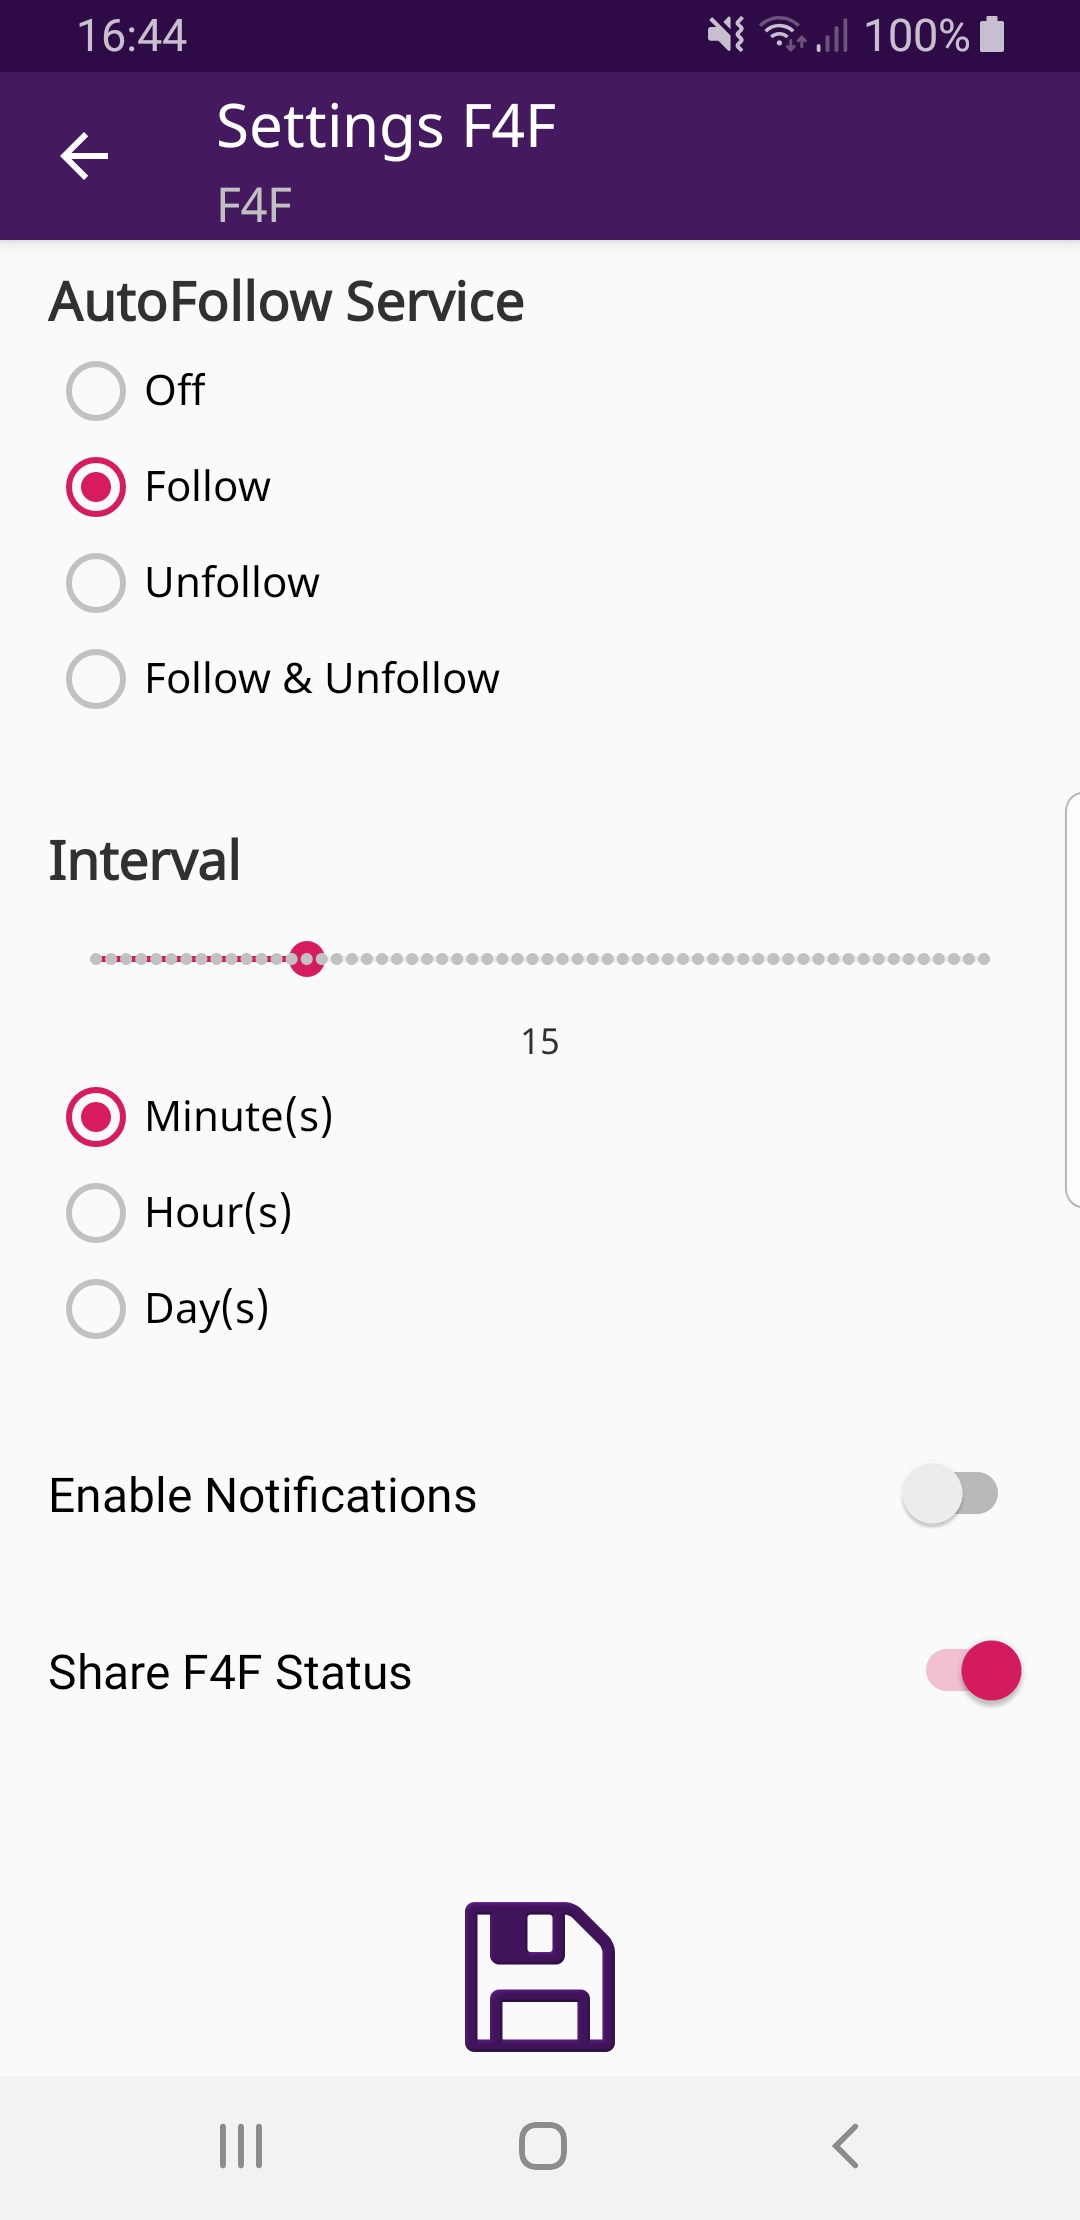 16:44
100%
Settings F4F
F4F
AutoFollow Service
Off
Follow
Unfollow
Follow & Unfollow
Interval
15
Minute(s)
Hour(s)
Day(s)
Enable Notifications
Share F4F Status